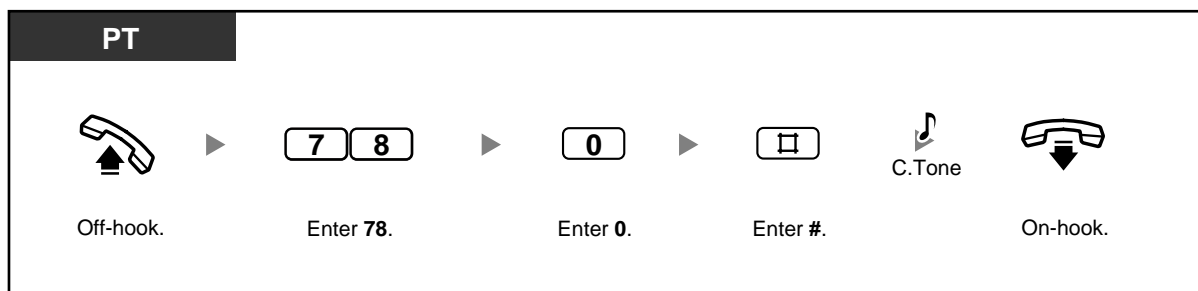 PT
7 8 0 #
C.Tone
Off-hook. Enter 78. Enter 0. Enter #. On-hook.